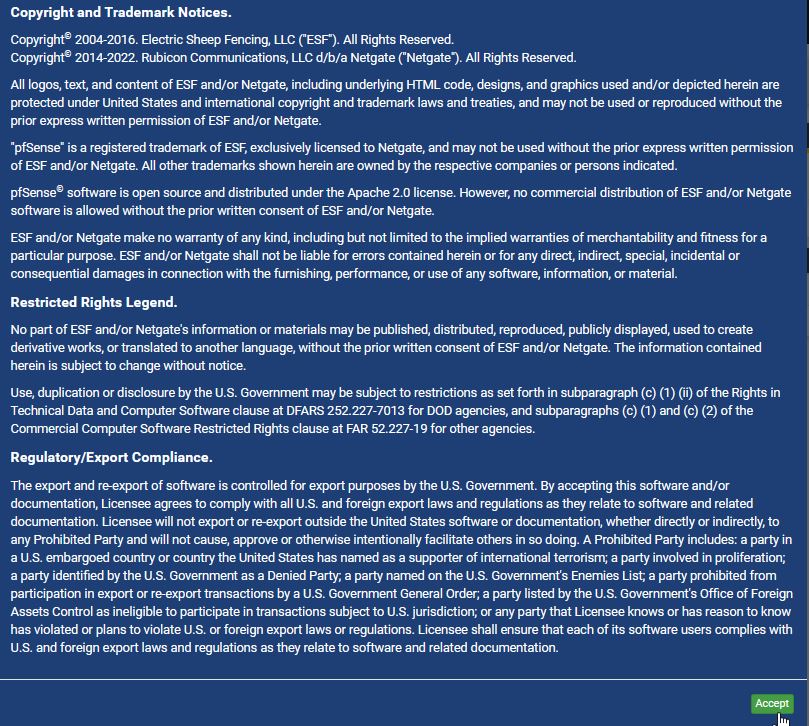 Copyright and Trademark Notices.
Copyright© 2004-2016. Electric Sheep Fencing, LLC ("ESF"). All Rights Reserved.
Copyright© 2014-2022. Rubicon Communications, LLC d/b/a Netgate ("Netgate"). All Rights Reserved.
All logos, text, and content of ESF and/or Netgate, including underlying HTML code, designs, and graphics used and/or depicted herein are
protected under United States and international copyright and trademark laws and treaties, and may not be used or reproduced without the
prior express written permission of ESF and/or Netgate.
"pfSense" is a registered trademark of ESF, exclusively licensed to Netgate, and may not be used without the prior express written permission
of ESF and/or Netgate. All other trademarks shown herein are owned by the respective companies or persons indicated.
pfSense© software is open source and distributed under the Apache 2.0 license. However, no commercial distribution of ESF and/or Netgate
software is allowed without the prior written consent of ESF and/or Netgate.
ESF and/or Netgate make no warranty of any kind, including but not limited to the implied warranties of merchantability and fitness for a
particular purpose. ESF and/or Netgate shall not be liable for errors contained herein or for any direct, indirect, special, incidental or
consequential damages in connection with the furnishing, performance, or use of any software, information, or material.
Restricted Rights Legend.
No part of ESF and/or Netgate's information or materials may be published, distributed, reproduced, publicly displayed, used to create
derivative works, or translated to another language, without the prior written consent of ESF and/or Netgate. The information contained
herein is subject to change without notice.
Use, duplication or disclosure by the U.S. Government may be subject to restrictions as set forth in subparagraph (c) (1) (ii) of the Rights in
Technical Data and Computer Software clause at DFARS 252.227-7013 for DOD agencies, and subparagraphs (c) (1) and (c) (2) of the
Commercial Computer Software Restricted Rights clause at FAR 52.227-19 for other agencies.
Regulatory/Export Compliance.
The export and re-export of software is controlled for export purposes by the U.S. Government. By accepting this software and/or
documentation, Licensee agrees to comply with all U.S. and foreign export laws and regulations as they relate to software and related
documentation. Licensee will not export or re-export outside the United States software or documentation, whether directly or indirectly, to
any Prohibited Party and will not cause, approve or otherwise intentionally facilitate others in so doing. A Prohibited Party includes: a party in
a U.S. embargoed country or country the United States has named as a supporter of international terrorism; a party involved in proliferation;
a party identified by the U.S. Government as a Denied Party; a party named on the U.S. Government's Enemies List; a party prohibited from
participation in export or re-export transactions by a U.S. Government General Order; a party listed by the U.S. Government's Office of Foreign
Assets Control as ineligible to participate in transactions subject to U.S. jurisdiction; or any party that Licensee knows or has reason to know
has violated or plans to violate U.S. or foreign export laws or regulations. Licensee shall ensure that each of its software users complies with
U.S. and foreign export laws and regulations as they relate to software and related documentation.
Accept